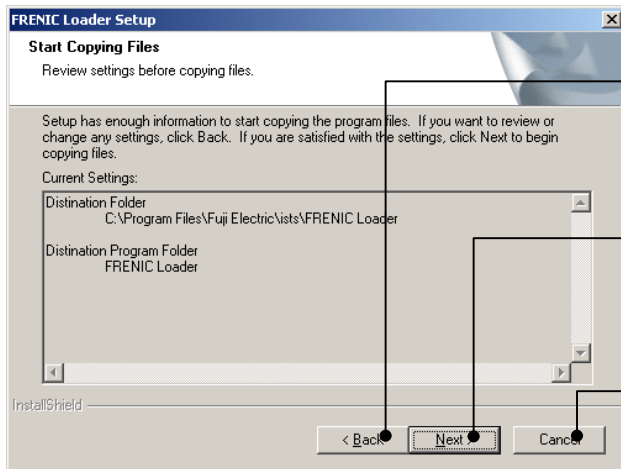 FRENIC Loader Setup
Start Copying Files
Review settings before copying files.
Setup has enough information to start copying the program files. If you want to review or
change any settings, click Back. If you are satisfied with the settings, click Next to begin
copying files.
Current Settings:
Distination Folder
C:\Program Files\Fuji Electric\ists\FRENIC Loader
Distination Program Folder
FRENIC Loader
InstallShield
< Back Next > Cancel